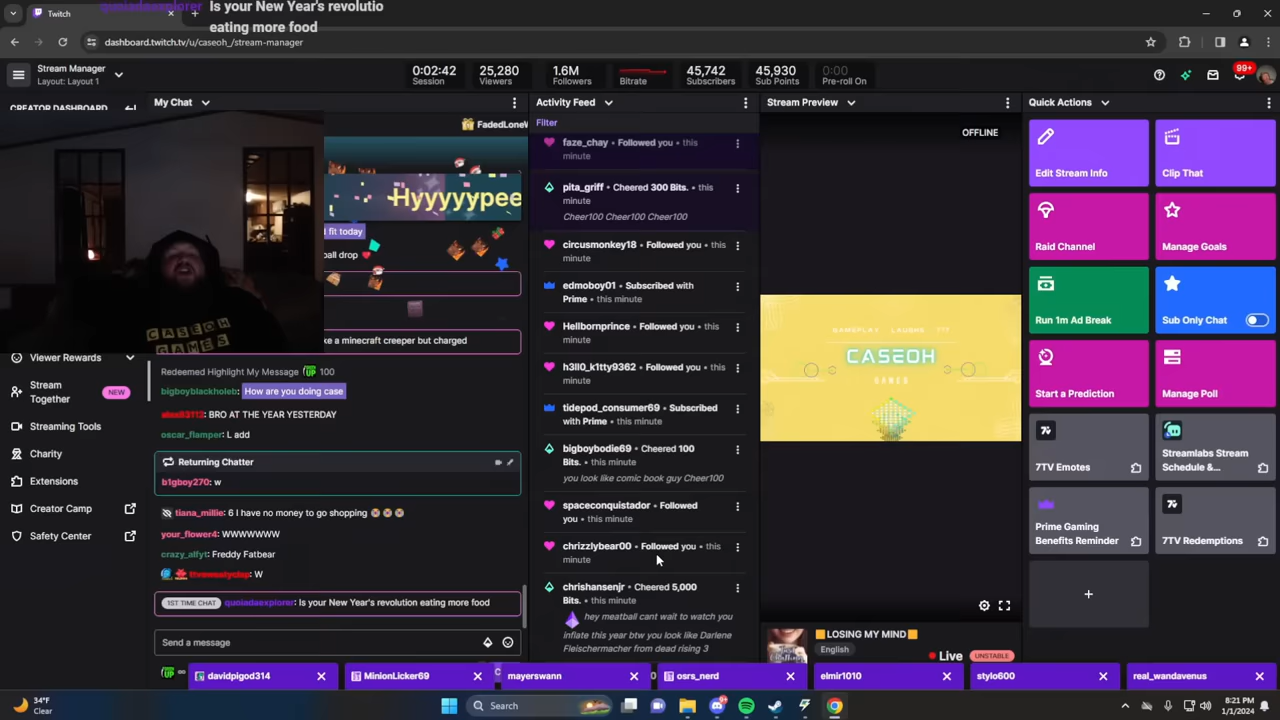 quoiadaexplorer Is your New Year's revolutio
eating more food
Twitch
dashboard.twitch.tv/u/caseoh_/stream-manager
Stream Manager
Layout: Layout 1
0:02:42
Session
25,280
Viewers
1.6M
Followers
Bitrate
45,742
Subscribers
45,930
Sub Points
0:00
Pre-roll On
99+
CREATOR DASHBOARD
Viewer Rewards
Stream
Together
NEW
Streaming Tools
Charity
Extensions
Creator Camp
Safety Center
My Chat
FadedLoneW
Hyyyyypee
fit today
ball drop
ke a minecraft creeper but charged
Redeemed Highlight My Message 100
bigboyblackholeb: How are you doing case
BRO AT THE YEAR YESTERDAY
oscar_flamper: L add
Returning Chatter
b1gboy270: w
tiana_millie: 6 I have no money to go shopping
your_flower4: WWWWWWW
crazy_alfyt: Freddy Fatbear
: W
1ST TIME CHAT quoiadaexplorer: Is your New Year's revolution eating more food
Send a message
Activity Feed
Filter
faze_chay • Followed you • this
minute
pita_griff • Cheered 300 Bits. • this
minute
Cheer100 Cheer100 Cheer100
circusmonkey18 • Followed you • this
minute
edmoboy01 • Subscribed with
Prime • this minute
Hellbornprince • Followed you • this
minute
h3ll0_k1tty9362 • Followed you • this
minute
tidepod_consumer69 • Subscribed
with Prime • this minute
bigboybodie69 • Cheered 100
Bits. • this minute
you look like comic book guy Cheer100
spaceconquistador • Followed
you • this minute
chrizzlybear00 • Followed you • this
minute
chrishansenjr • Cheered 5,000
Bits. • this minute
hey meatball cant wait to watch you
inflate this year btw you look like Darlene
Fleischermacher from dead rising 3
Stream Preview
OFFLINE
GAMEPLAY LAUGHS ???
CASEOH
GAMES
LOSING MY MIND
English
Live
UNSTABLE
Quick Actions
Edit Stream Info
Clip That
Raid Channel
Manage Goals
Run 1m Ad Break
Sub Only Chat
Start a Prediction
Manage Poll
7TV Emotes
Streamlabs Stream
Schedule &...
Prime Gaming
Benefits Reminder
7TV Redemptions
CASEOH
GAMES
davidpigod314
MinionLicker69
mayerswann
osrs_nerd
elmir1010
stylo600
real_wandavenus
34°F
Clear
Search
8:21 PM
1/1/2024